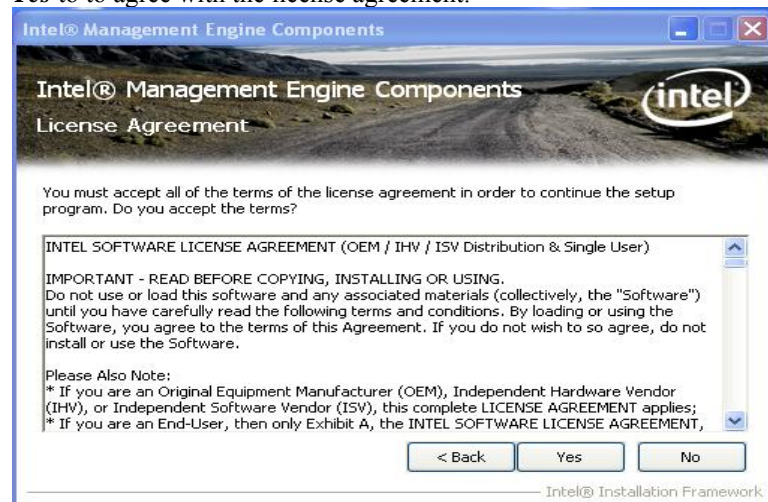 Yes to to agree with the license agreement.
Intel® Management Engine Components
Intel® Management Engine Components
License Agreement
intel
You must accept all of the terms of the license agreement in order to continue the setup
program. Do you accept the terms?
INTEL SOFTWARE LICENSE AGREEMENT (OEM / IHV / ISV Distribution & Single User)
IMPORTANT - READ BEFORE COPYING, INSTALLING OR USING.
Do not use or load this software and any associated materials (collectively, the "Software")
until you have carefully read the following terms and conditions. By loading or using the
Software, you agree to the terms of this Agreement. If you do not wish to so agree, do not
install or use the Software.
Please Also Note:
* If you are an Original Equipment Manufacturer (OEM), Independent Hardware Vendor
(IHV), or Independent Software Vendor (ISV), this complete LICENSE AGREEMENT applies;
* If you are an End-User, then only Exhibit A, the INTEL SOFTWARE LICENSE AGREEMENT,
< Back Yes No
Intel® Installation Framework